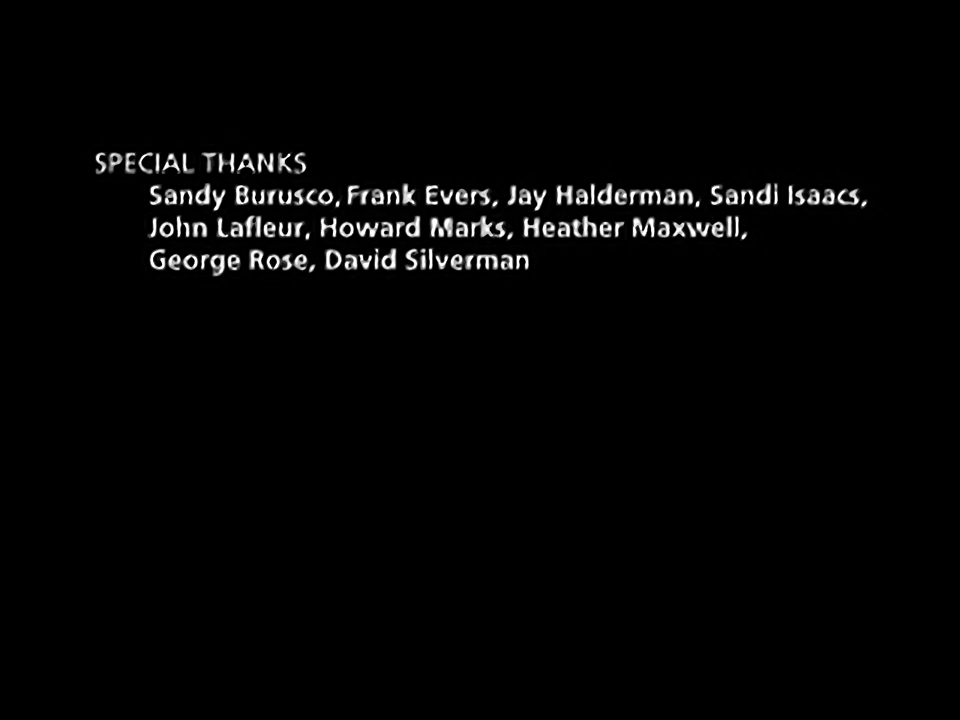 SPECIAL THANKS
Sandy Burusco, Frank Evers, Jay Halderman, Sandi Isaacs,
John Lafleur, Howard Marks, Heather Maxwell,
George Rose, David Silverman